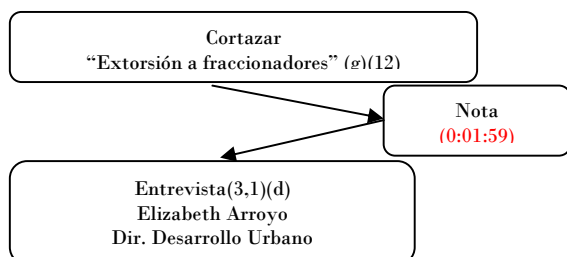 Cortazar
“Extorsión a fraccionadores” (g)(12)
Nota
(0:01:59)
Entrevista(3,1)(d)
Elizabeth Arroyo
Dir. Desarrollo Urbano